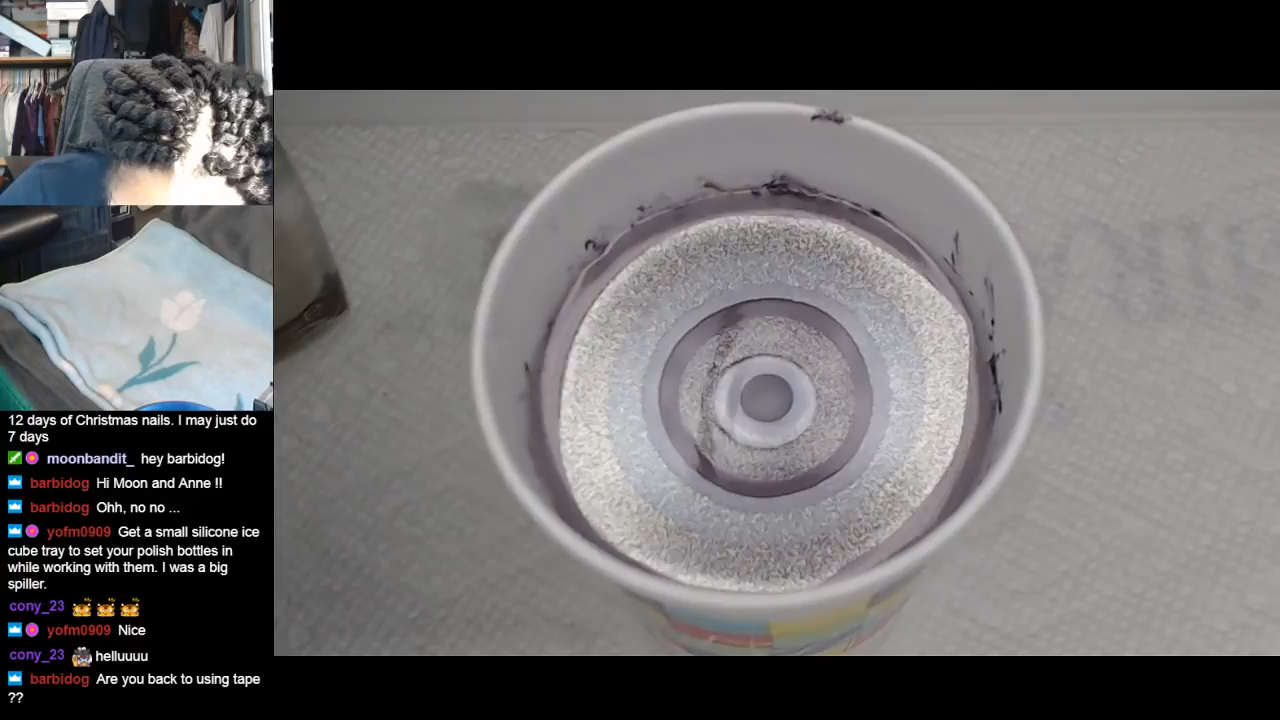 12 days of Christmas nails. I may just do
7 days
moonbandit_ hey barbidog!
barbidog Hi Moon and Anne !!
barbidog Ohh, no no ...
yofm0909 Get a small silicone ice
cube tray to set your polish bottles in
while working with them. I was a big
spiller.
cony_23
yofm0909 Nice
cony_23 helluuuu
barbidog Are you back to using tape
??